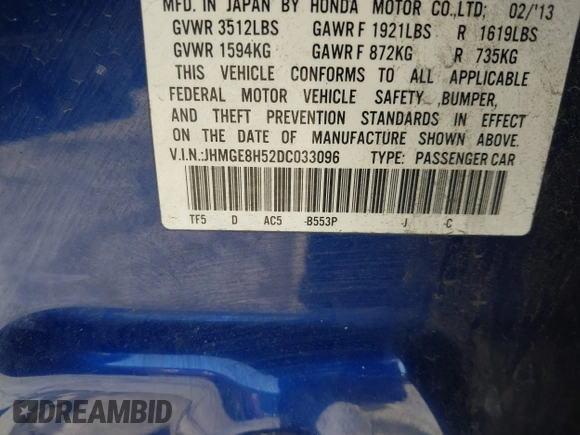 MFD. IN JAPAN BY HONDA MOTOR CO.,LTD; 02/'13
GVWR 3512LBS GAWR F 1921LBS R 1619LBS
GVWR 1594KG GAWR F 872KG R 735KG
THIS VEHICLE CONFORMS TO ALL APPLICABLE
FEDERAL MOTOR VEHICLE SAFETY ,BUMPER,
AND THEFT PREVENTION STANDARDS IN EFFECT
ON THE DATE OF MANUFACTURE SHOWN ABOVE.
V.I.N.:JHMGE8H52DC033096 TYPE: PASSENGER CAR
TF5 D AC5 -B553P -J -C
DREAMBID